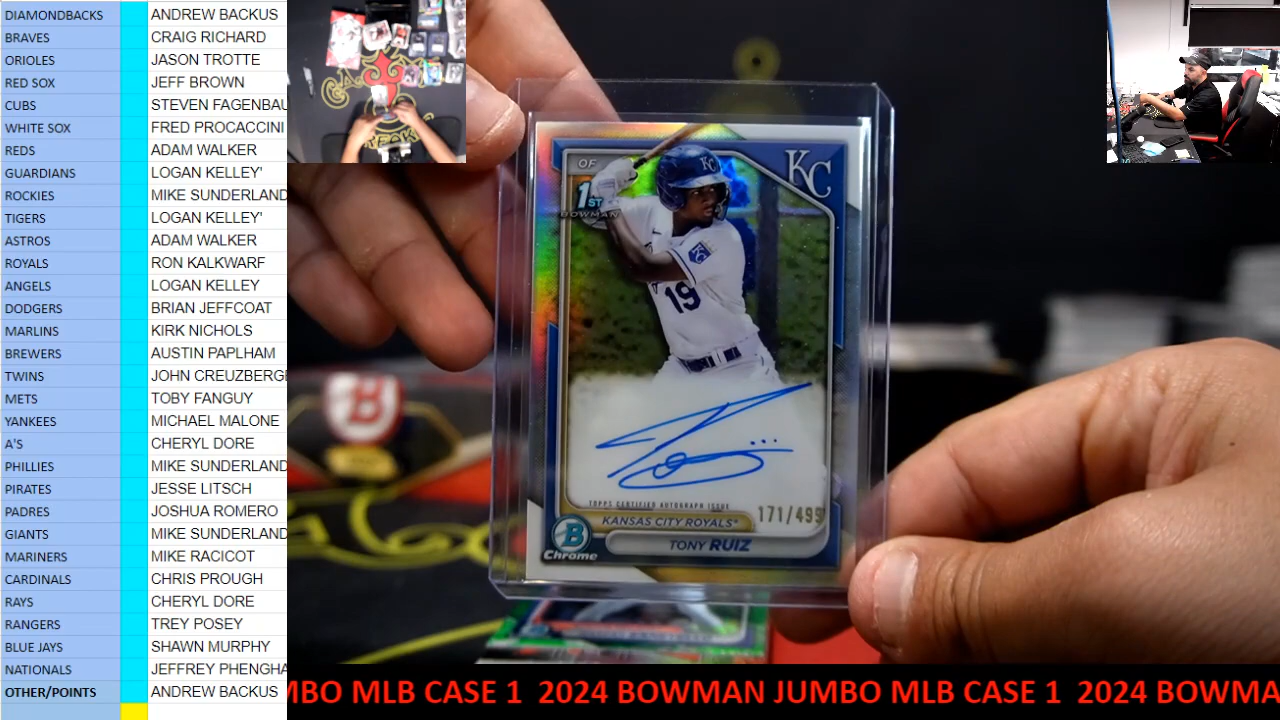 DIAMONDBACKS ANDREW BACKUS
BRAVES CRAIG RICHARD
ORIOLES JASON TROTTE
RED SOX JEFF BROWN
CUBS STEVEN FAGENBAU
WHITE SOX FRED PROCACCINI
REDS ADAM WALKER
GUARDIANS LOGAN KELLEY'
ROCKIES MIKE SUNDERLAND
TIGERS LOGAN KELLEY'
ASTROS ADAM WALKER
ROYALS RON KALKWARF
ANGELS LOGAN KELLEY
DODGERS BRIAN JEFFCOAT
MARLINS KIRK NICHOLS
BREWERS AUSTIN PAPLHAM
TWINS JOHN CREUZBERGE
METS TOBY FANGUY
YANKEES MICHAEL MALONE
A'S CHERYL DORE
PHILLIES MIKE SUNDERLAND
PIRATES JESSE LITSCH
PADRES JOSHUA ROMERO
GIANTS MIKE SUNDERLAND
MARINERS MIKE RACICOT
CARDINALS CHRIS PROUGH
RAYS CHERYL DORE
RANGERS TREY POSEY
BLUE JAYS SHAWN MURPHY
NATIONALS JEFFREY PHENGHA
OTHER/POINTS ANDREW BACKUS
OF
KC
1ST
BOWMAN
KC
KC
19
TOPPS CERTIFIED AUTOGRAPH ISSUE
171/499
KANSAS CITY ROYALS
TONY RUIZ
B
Chrome
B
MBO MLB CASE 1 2024 BOWMAN JUMBO MLB CASE 1 2024 BOWMA